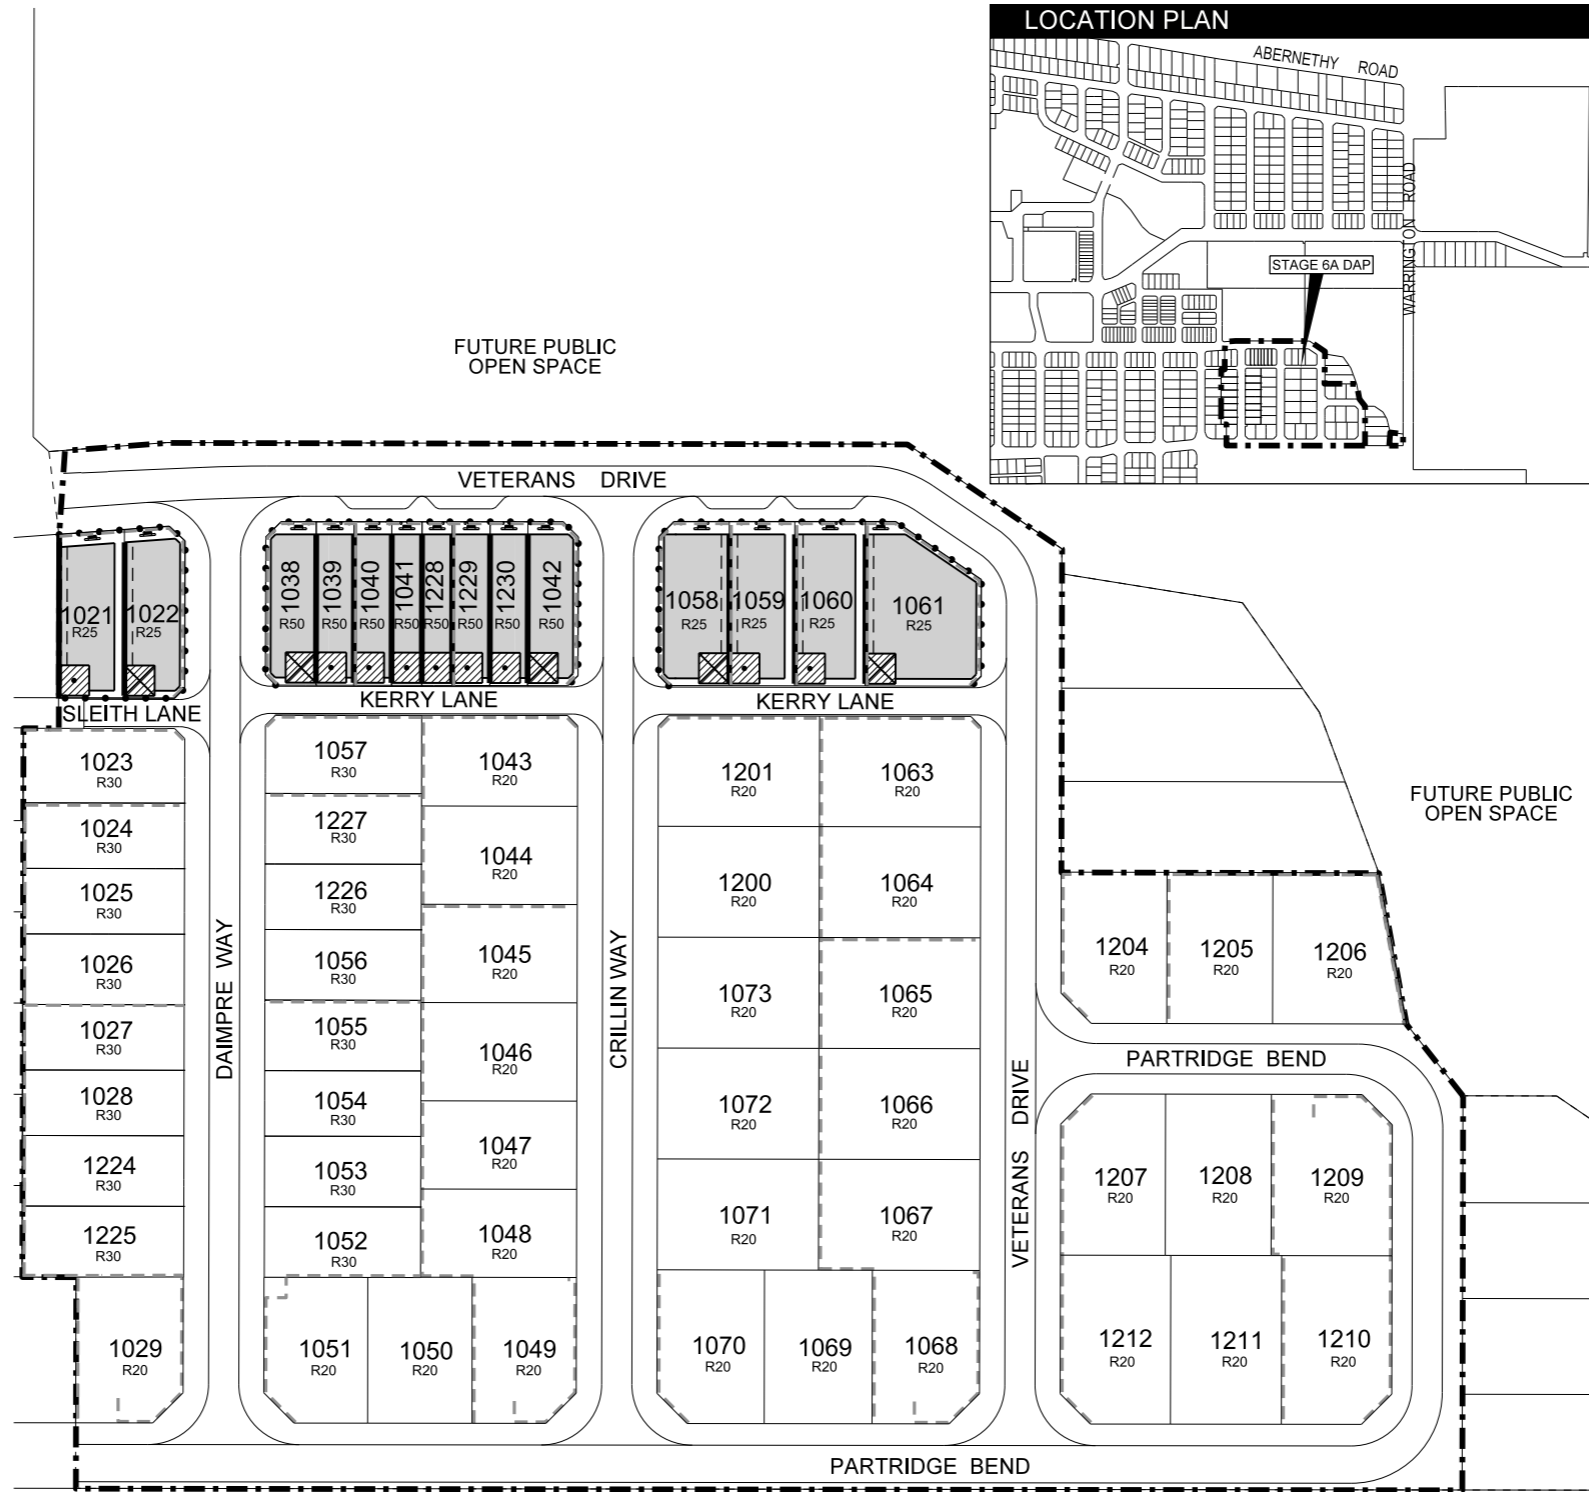 LOCATION PLAN
ABERNETHY ROAD
WARRINGTON ROAD
STAGE 6A DAP
FUTURE PUBLIC
OPEN SPACE
VETERANS DRIVE
1021
R25
1022
R25
1038
R50
1039
R50
1040
R50
1041
R50
1228
R50
1229
R50
1230
R50
1042
R50
1058
R25
1059
R25
1060
R25
1061
R25
SLEITH LANE
KERRY LANE
KERRY LANE
1023
R30
1024
R30
1025
R30
1026
R30
1027
R30
1028
R30
1224
R30
1225
R30
1029
R20
DAIMPRE WAY
1057
R30
1227
R30
1226
R30
1056
R30
1055
R30
1054
R30
1053
R30
1052
R30
1043
R20
1044
R20
1045
R20
1046
R20
1047
R20
1048
R20
1051
R20
1050
R20
1049
R20
CRILLIN WAY
1201
R20
1200
R20
1073
R20
1072
R20
1071
R20
1063
R20
1064
R20
1065
R20
1066
R20
1067
R20
1070
R20
1069
R20
1068
R20
VETERANS DRIVE
FUTURE PUBLIC
OPEN SPACE
1204
R20
1205
R20
1206
R20
PARTRIDGE BEND
1207
R20
1208
R20
1209
R20
1212
R20
1211
R20
1210
R20
PARTRIDGE BEND